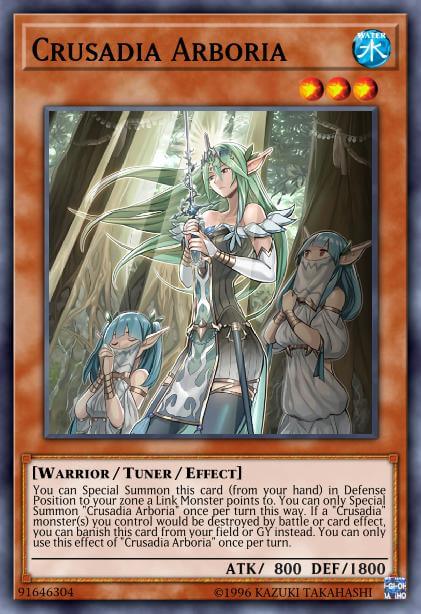 CRUSADIA ARBORIA
WATER
水
[WARRIOR / TUNER / EFFECT]
You can Special Summon this card (from your hand) in Defense
Position to your zone a Link Monster points to. You can only Special
Summon "Crusadia Arboria" once per turn this way. If a "Crusadia"
monster(s) you control would be destroyed by battle or card effect,
you can banish this card from your field or GY instead. You can only
use this effect of "Crusadia Arboria" once per turn.
ATK/ 800 DEF/1800
91646304
©1996 KAZUKI TAKAHASHI